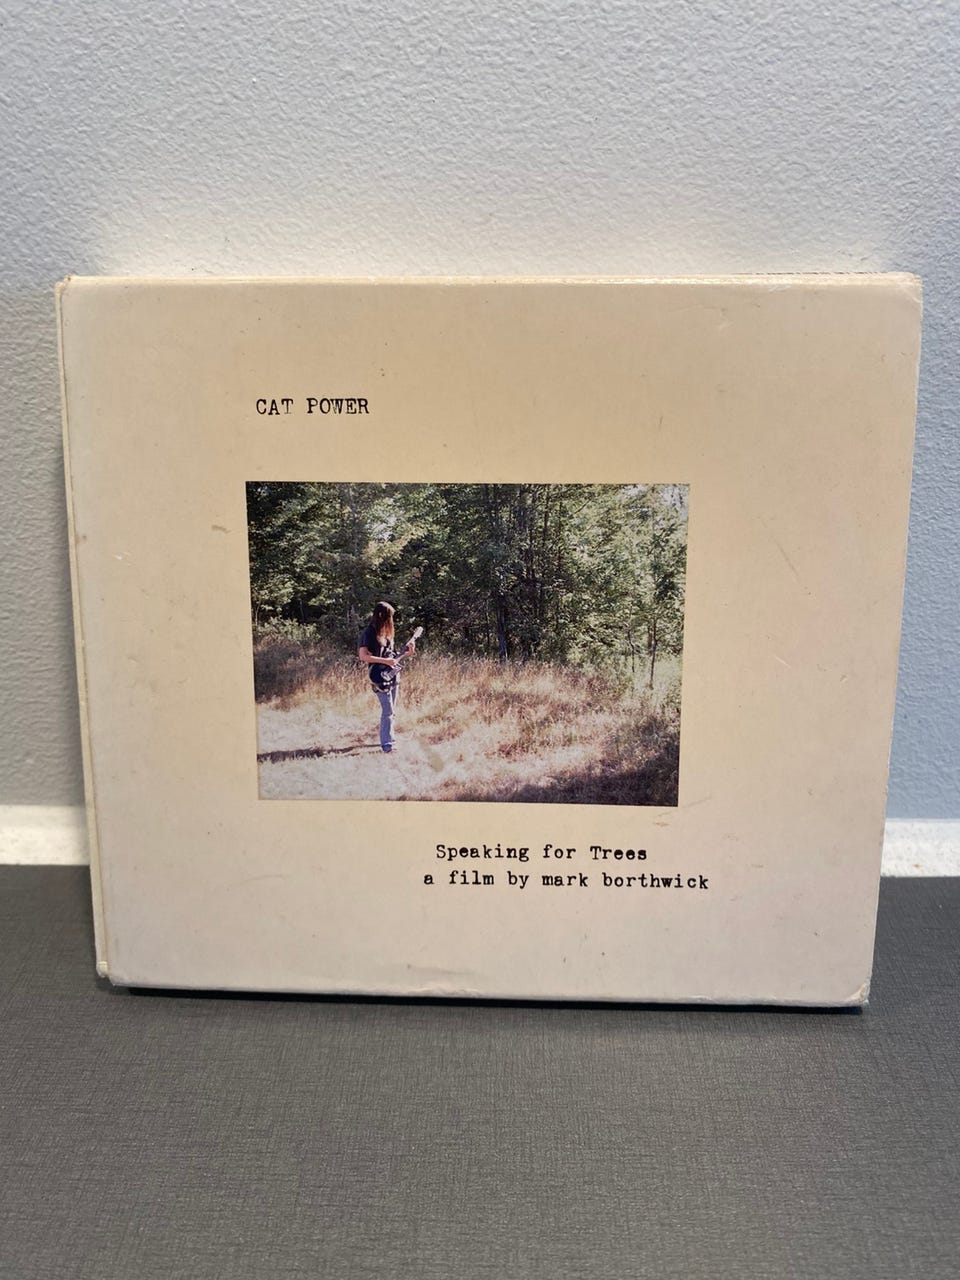 CAT POWER
Speaking for Trees
a film by mark borthwick